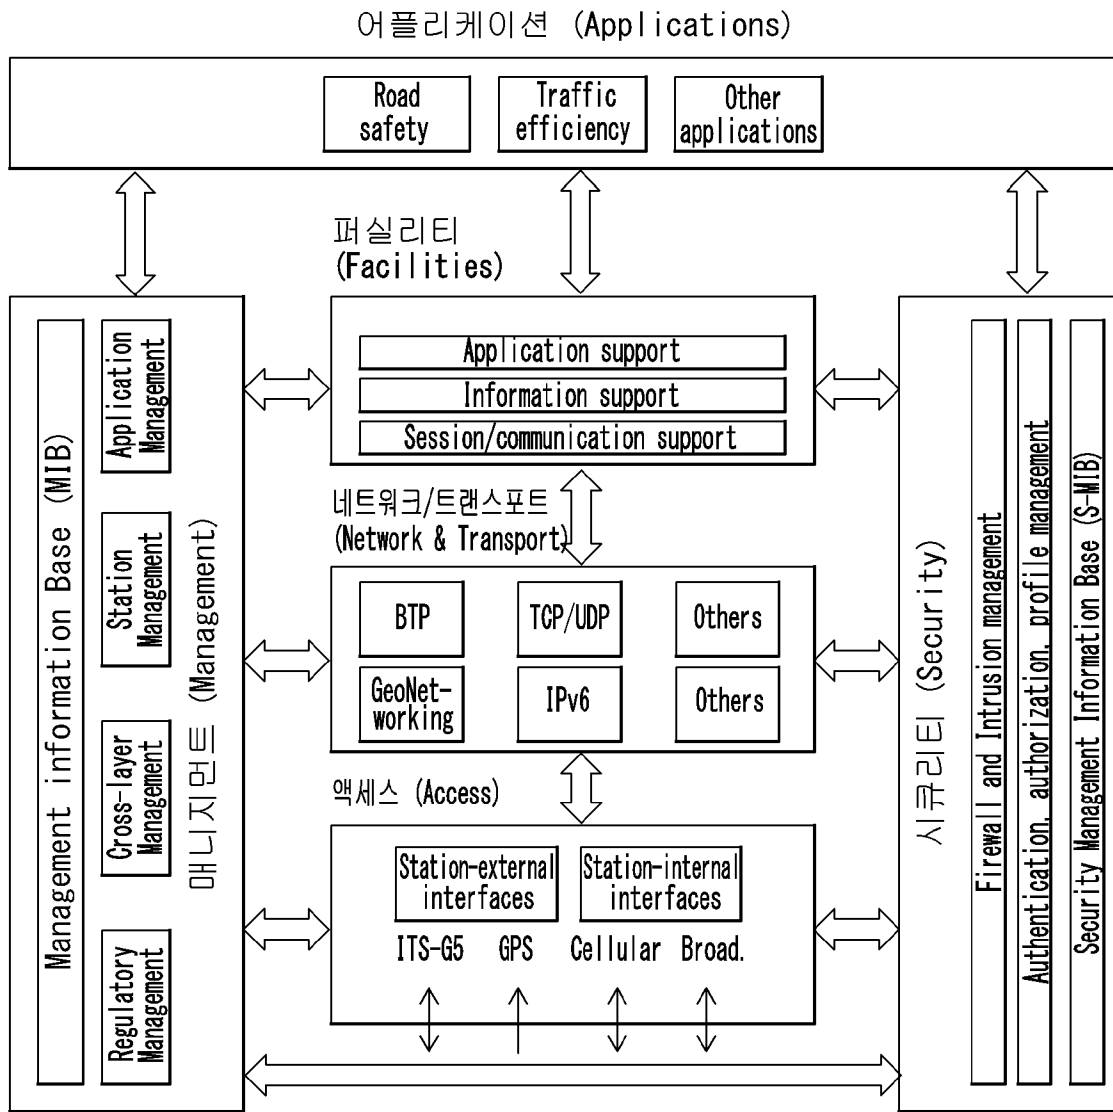 어플리케이션 (Applications)
Road
safety
Traffic
efficiency
Other
applications
퍼실리티
(Facilities)
Application support
Information support
Session/communication support
네트워크/트랜스포트
(Network & Transport)
BTP
TCP/UDP
Others
GeoNet-
working
IPv6
Others
액세스 (Access)
Station-external
interfaces
Station-internal
interfaces
ITS-G5
GPS
Cellular
Broad.
Management information Base (MIB)
Application
Management
Station
Management
Cross-layer
Management
Regulatory
Management
매니지먼트 (Management)
시큐리티 (Security)
Firewall and Intrusion management
Authentication, authorization, profile management
Security Management Information Base (S-MIB)